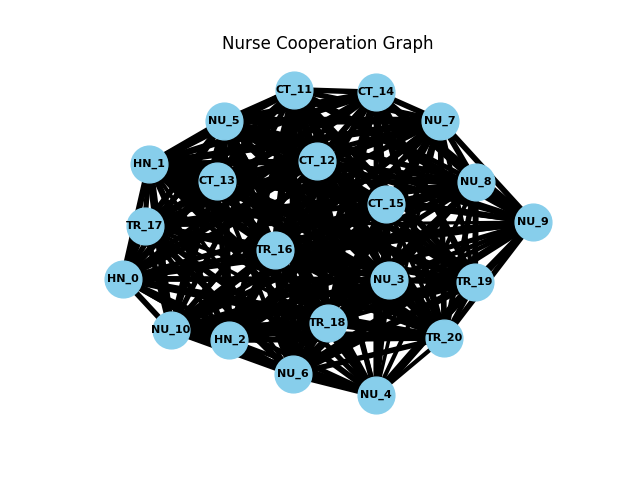 Nurse Cooperation Graph
CT_11
CT_14
NU_5
NU_7
HN_1
CT_12
CT_13
NU_8
CT_15
NU_9
TR_17
TR_16
HN_0
NU_3
TR_19
NU_10
TR_18
HN_2
TR_20
NU_6
NU_4